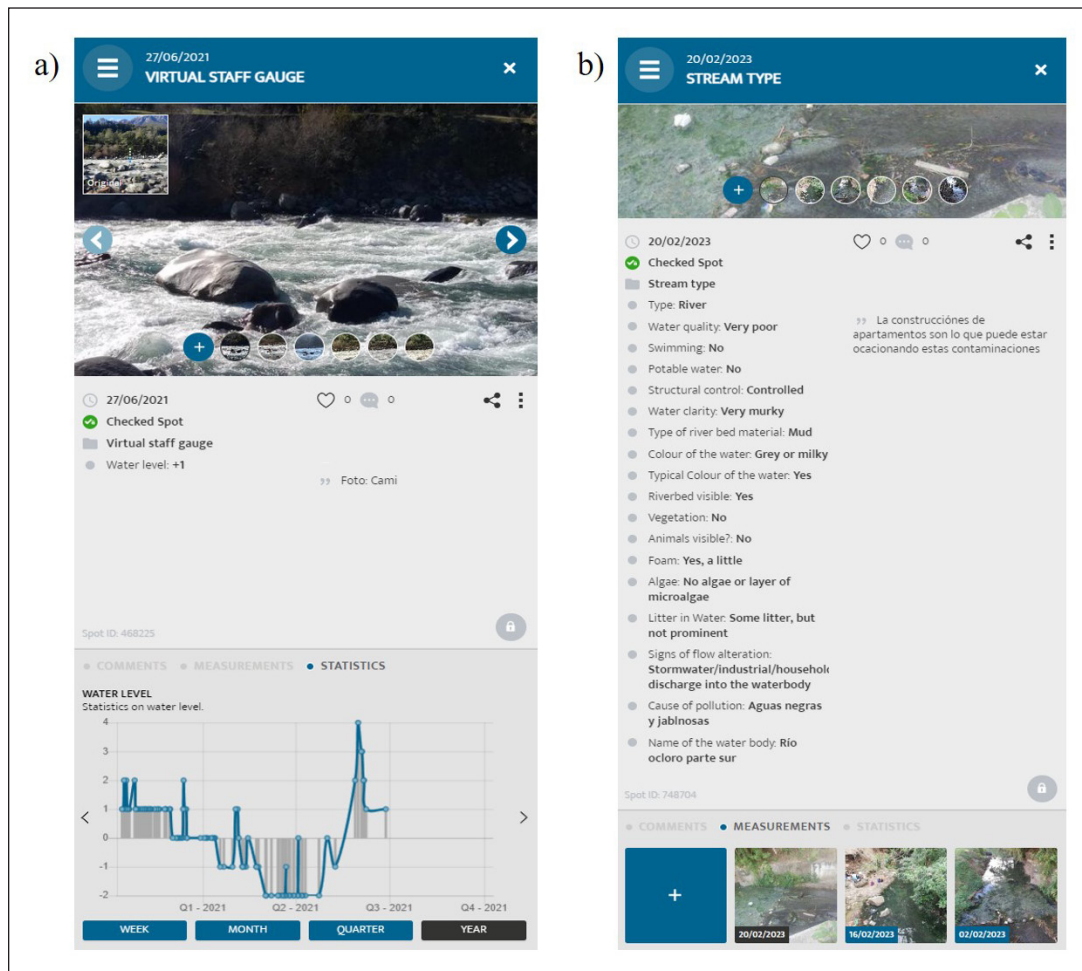 a)
27/06/2021
VIRTUAL STAFF GAUGE
Original
27/06/2021
0
0
Checked Spot
Virtual staff gauge
Water level: +1
Foto: Cami
Spot ID: 468225
COMMENTS
MEASUREMENTS
STATISTICS
WATER LEVEL
Statistics on water level.
4
3
2
1
0
-1
-2
Q1 - 2021
Q2 - 2021
Q3 - 2021
Q4 - 2021
WEEK
MONTH
QUARTER
YEAR
b)
20/02/2023
STREAM TYPE
20/02/2023
0
0
Checked Spot
Stream type
Type: River
Water quality: Very poor
Swimming: No
Potable water: No
Structural control: Controlled
Water clarity: Very murky
Type of river bed material: Mud
Colour of the water: Grey or milky
Typical Colour of the water: Yes
Riverbed visible: Yes
Vegetation: No
Animals visible?: No
Foam: Yes, a little
Algae: No algae or layer of
microalgae
Litter in Water: Some litter, but
not prominent
Signs of flow alteration:
Stormwater/industrial/household
discharge into the waterbody
Cause of pollution: Aguas negras
y jablnosas
Name of the water body: Río
ocloro parte sur
La construcciónes de
apartamentos son lo que puede estar
ocacionando estas contaminaciones
Spot ID: 748704
COMMENTS
MEASUREMENTS
STATISTICS
20/02/2023
16/02/2023
02/02/2023